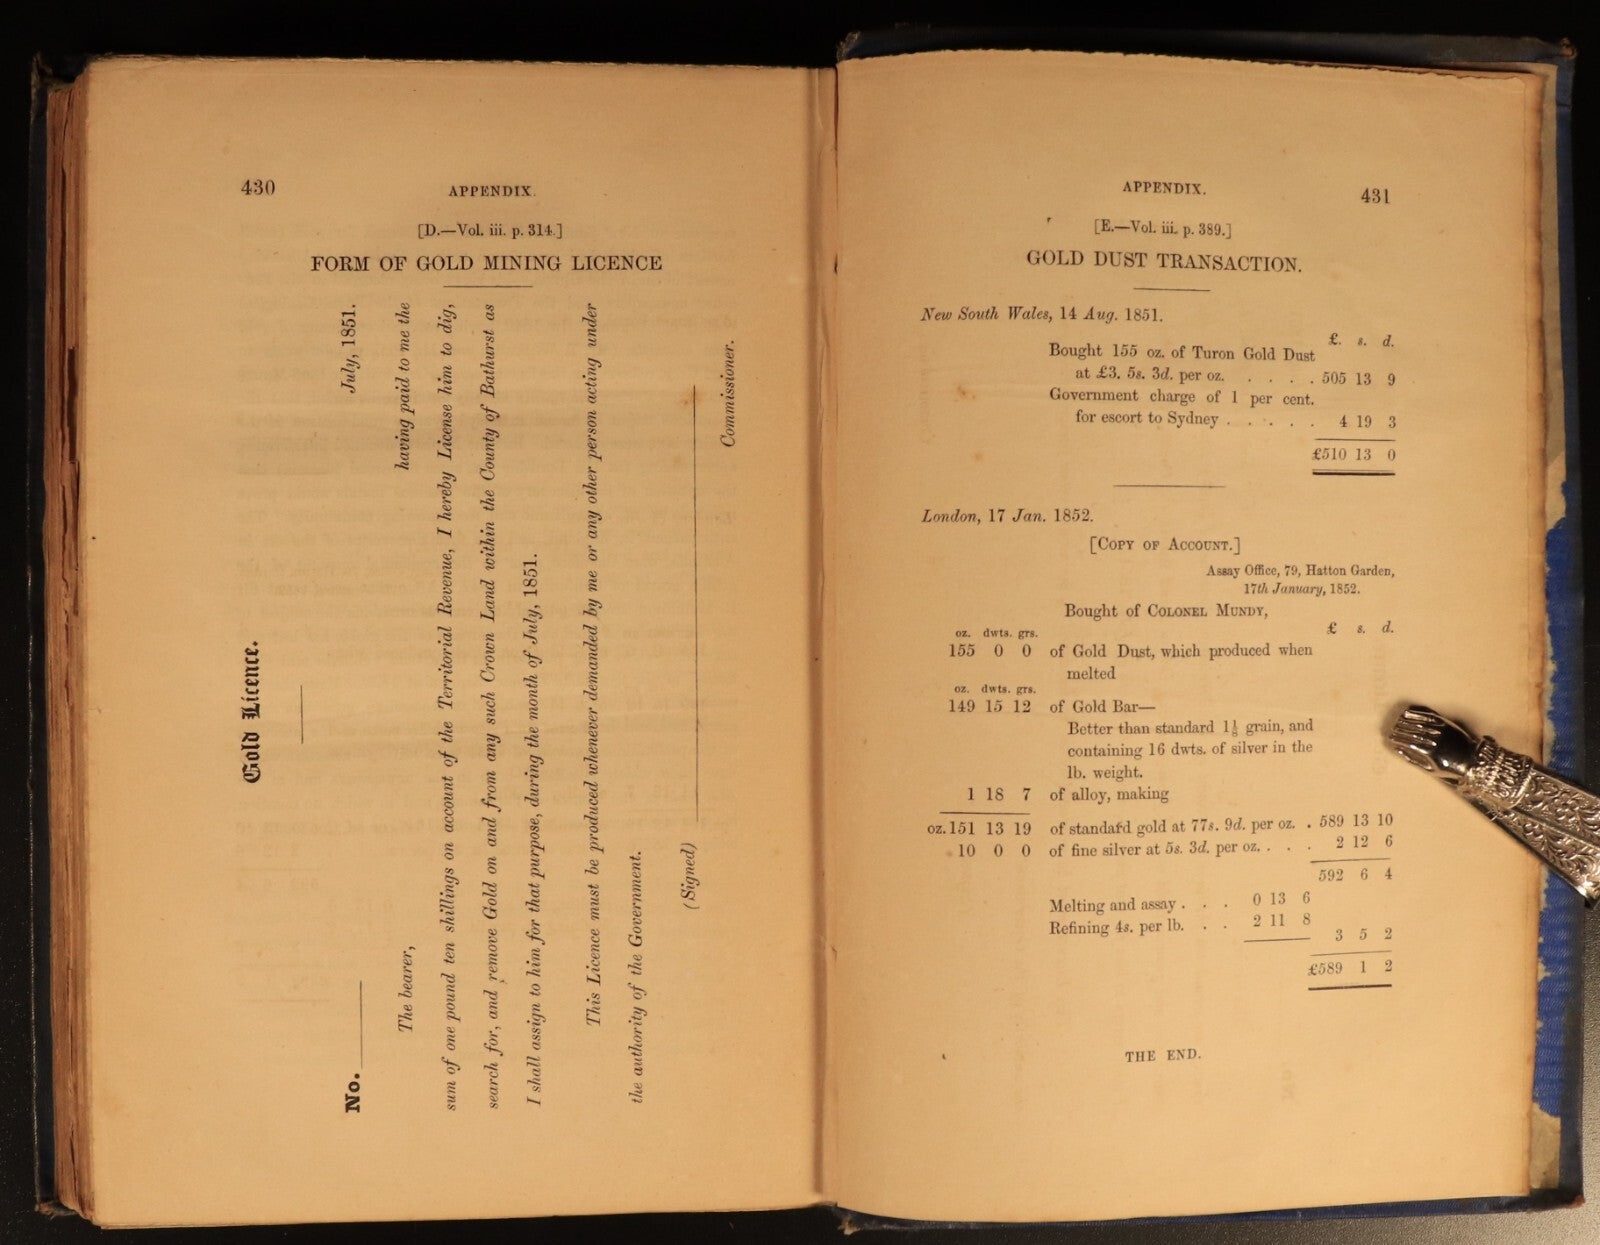 430
APPENDIX.
[D.—Vol. iii. p. 314.]
FORM OF GOLD MINING LICENCE
Gold Licence.
No. July, 1851.
The bearer, having paid to me the
sum of one pound ten shillings on account of the Territorial Revenue, I hereby License him to dig,
search for, and remove Gold on and from any such Crown Land within the County of Bathurst as
I shall assign to him for that purpose, during the month of July, 1851.
This Licence must be produced whenever demanded by me or any other person acting under
the authority of the Government.
(Signed)
Commissioner.
APPENDIX.
431
[E.—Vol. iii. p. 389.]
GOLD DUST TRANSACTION.
New South Wales, 14 Aug. 1851.
£. s. d.
Bought 155 oz. of Turon Gold Dust
at £3. 5s. 3d. per oz. . . . . 505 13 9
Government charge of 1 per cent.
for escort to Sydney . . . . . 4 19 3
£510 13 0
London, 17 Jan. 1852.
[COPY OF ACCOUNT.]
Assay Office, 79, Hatton Garden,
17th January, 1852.
Bought of COLONEL MUNDY,
oz. dwts. grs. £ s. d.
155 0 0 of Gold Dust, which produced when
melted
oz. dwts. grs.
149 15 12 of Gold Bar—
Better than standard 1⅛ grain, and
containing 16 dwts. of silver in the
lb. weight.
1 18 7 of alloy, making
oz. 151 13 19 of standard gold at 77s. 9d. per oz. . 589 13 10
10 0 0 of fine silver at 5s. 3d. per oz. . . . 2 12 6
592 6 4
Melting and assay . . . 0 13 6
Refining 4s. per lb. . . 2 11 8
3 5 2
£589 1 2
THE END.